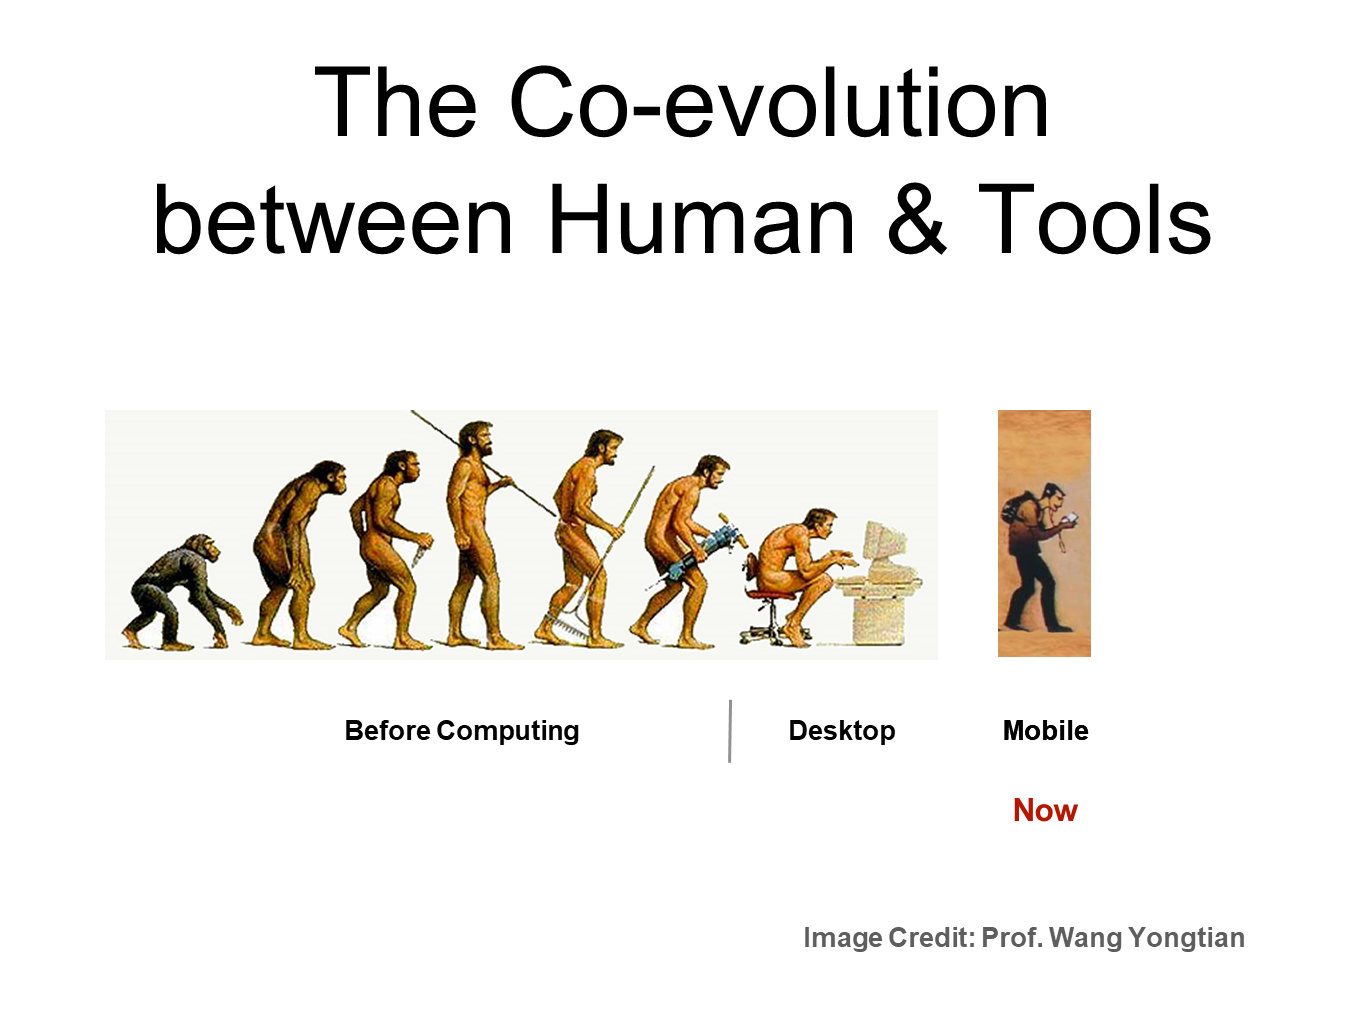 The Co-evolution
between Human & Tools
Before Computing
Desktop
Mobile
Now
Image Credit: Prof. Wang Yongtian